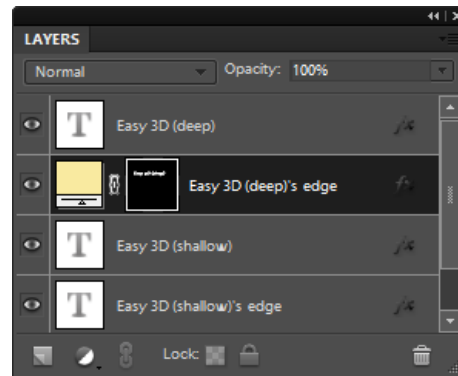 LAYERS
Normal Opacity: 100%
T Easy 3D (deep)
Easy 3D (deep)'s edge
T Easy 3D (shallow)
T Easy 3D (shallow)'s edge
Lock: